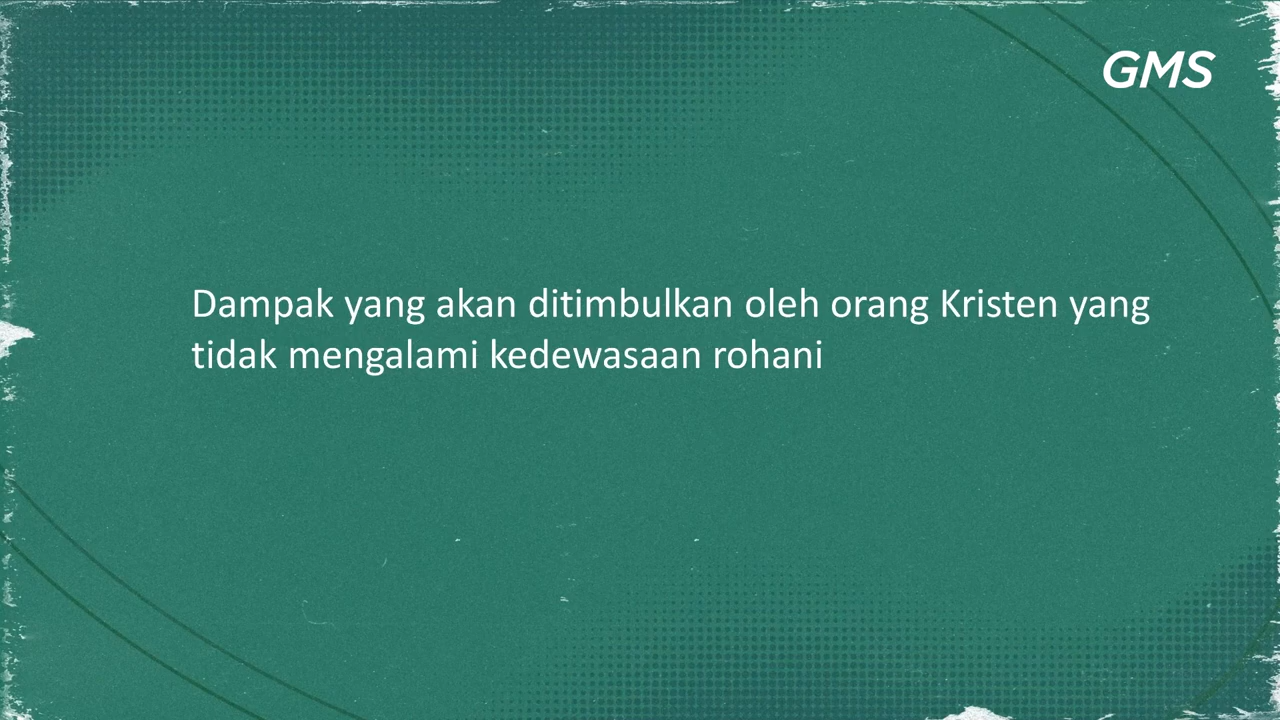 GMS
Dampak yang akan ditimbulkan oleh orang Kristen yang
tidak mengalami kedewasaan rohani